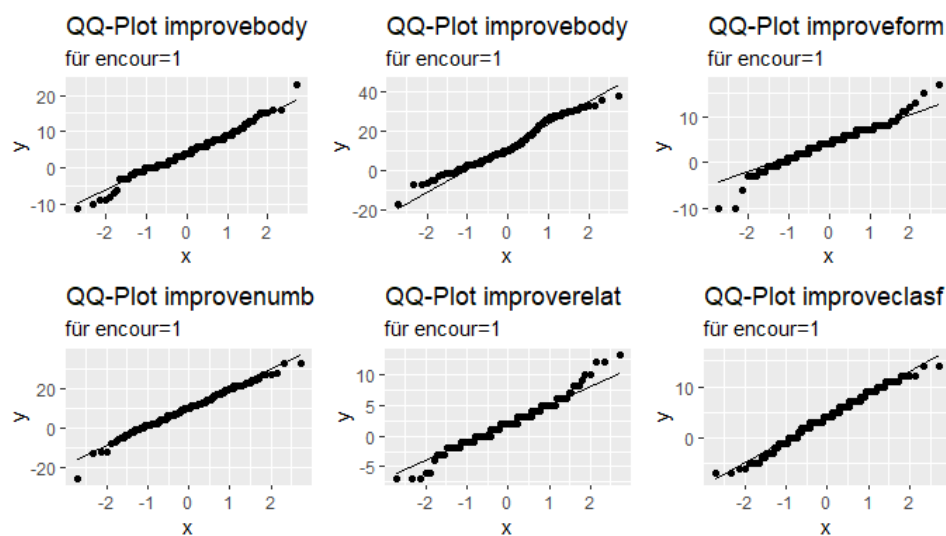 QQ-Plot improvebody
für encour=1
20
10
0
-10
y
-2 -1 0 1 2
x
QQ-Plot improvebody
für encour=1
40
20
0
-20
y
-2 -1 0 1 2
x
QQ-Plot improveform
für encour=1
10
0
-10
y
-2 -1 0 1 2
x
QQ-Plot improvenumb
für encour=1
20
0
-20
y
-2 -1 0 1 2
x
QQ-Plot improverelat
für encour=1
10
5
0
-5
y
-2 -1 0 1 2
x
QQ-Plot improveclasf
für encour=1
10
0
y
-2 -1 0 1 2
x